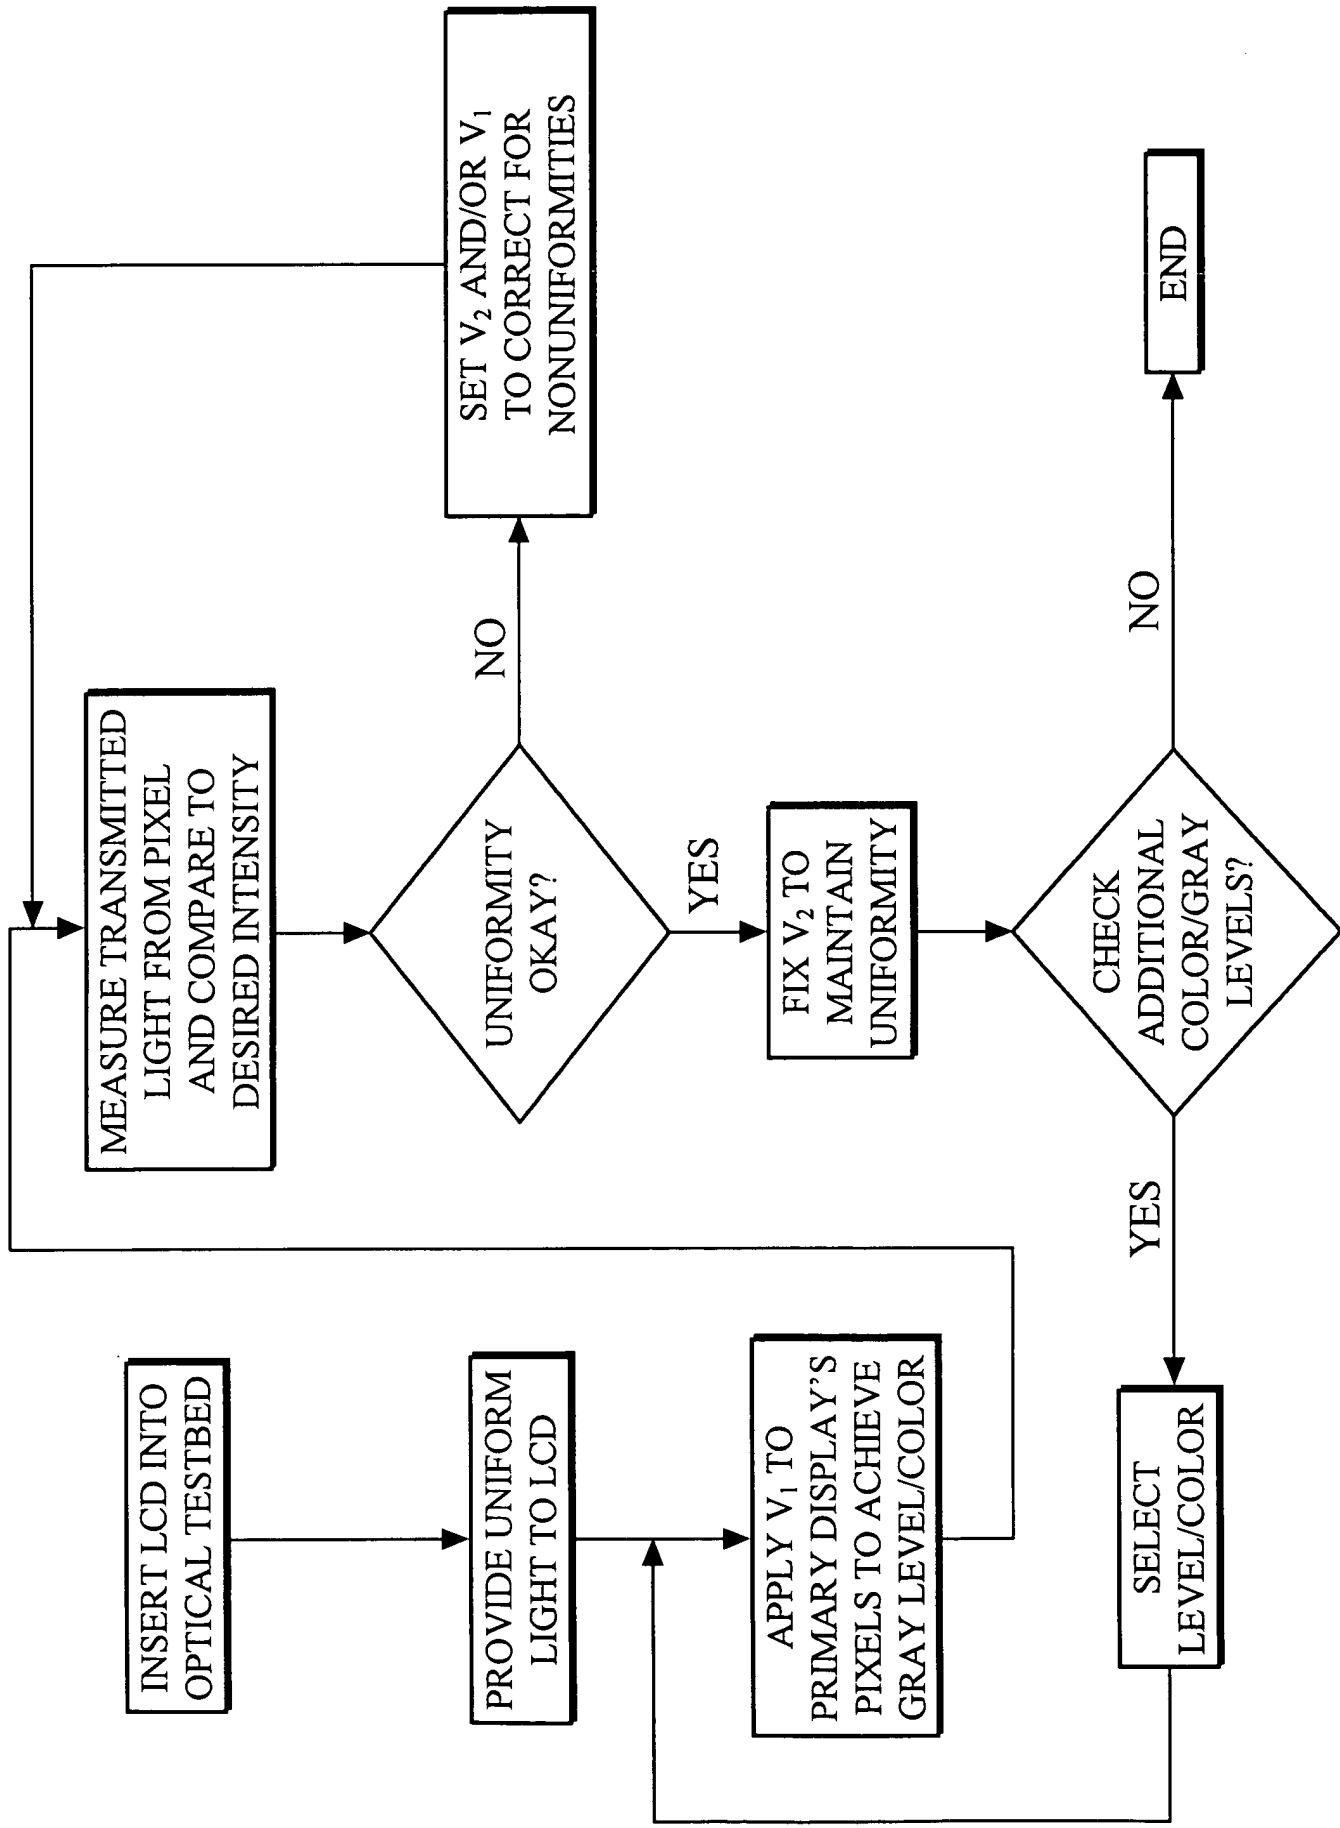 INSERT LCD INTO
OPTICAL TESTBED
PROVIDE UNIFORM
LIGHT TO LCD
APPLY V₁ TO
PRIMARY DISPLAY'S
PIXELS TO ACHIEVE
GRAY LEVEL/COLOR
MEASURE TRANSMITTED
LIGHT FROM PIXEL
AND COMPARE TO
DESIRED INTENSITY
UNIFORMITY
OKAY?
NO
SET V₂ AND/OR V₁
TO CORRECT FOR
NONUNIFORMITIES
YES
FIX V₂ TO
MAINTAIN
UNIFORMITY
CHECK
ADDITIONAL
COLOR/GRAY
LEVELS?
YES
SELECT
LEVEL/COLOR
NO
END